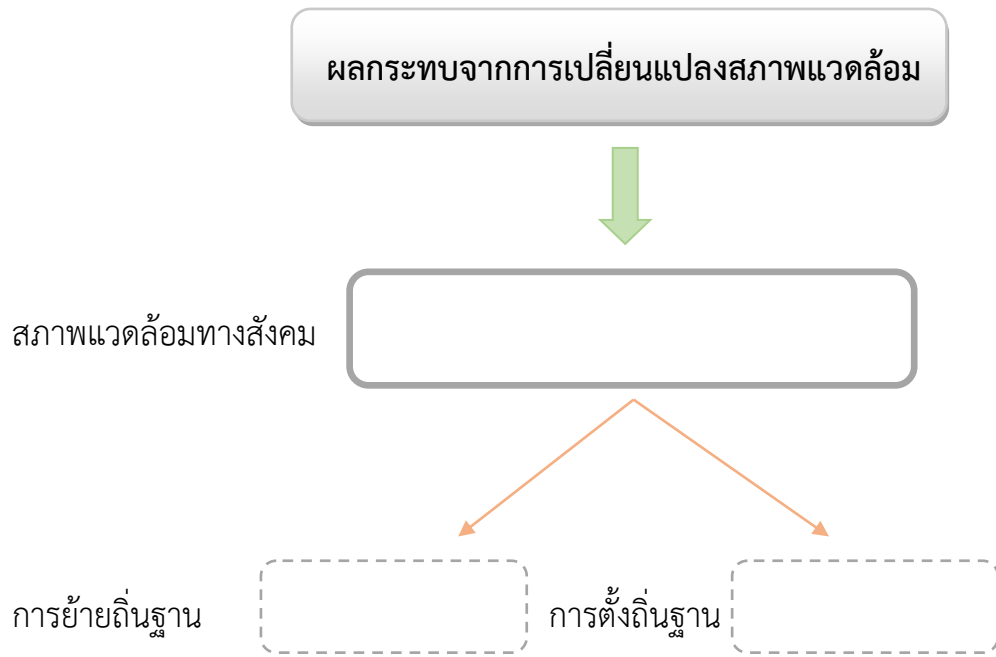 ผลกระทบจากการเปลี่ยนแปลงสภาพแวดล้อม
สภาพแวดล้อมทางสังคม
การย้ายถิ่นฐาน
การตั้งถิ่นฐาน